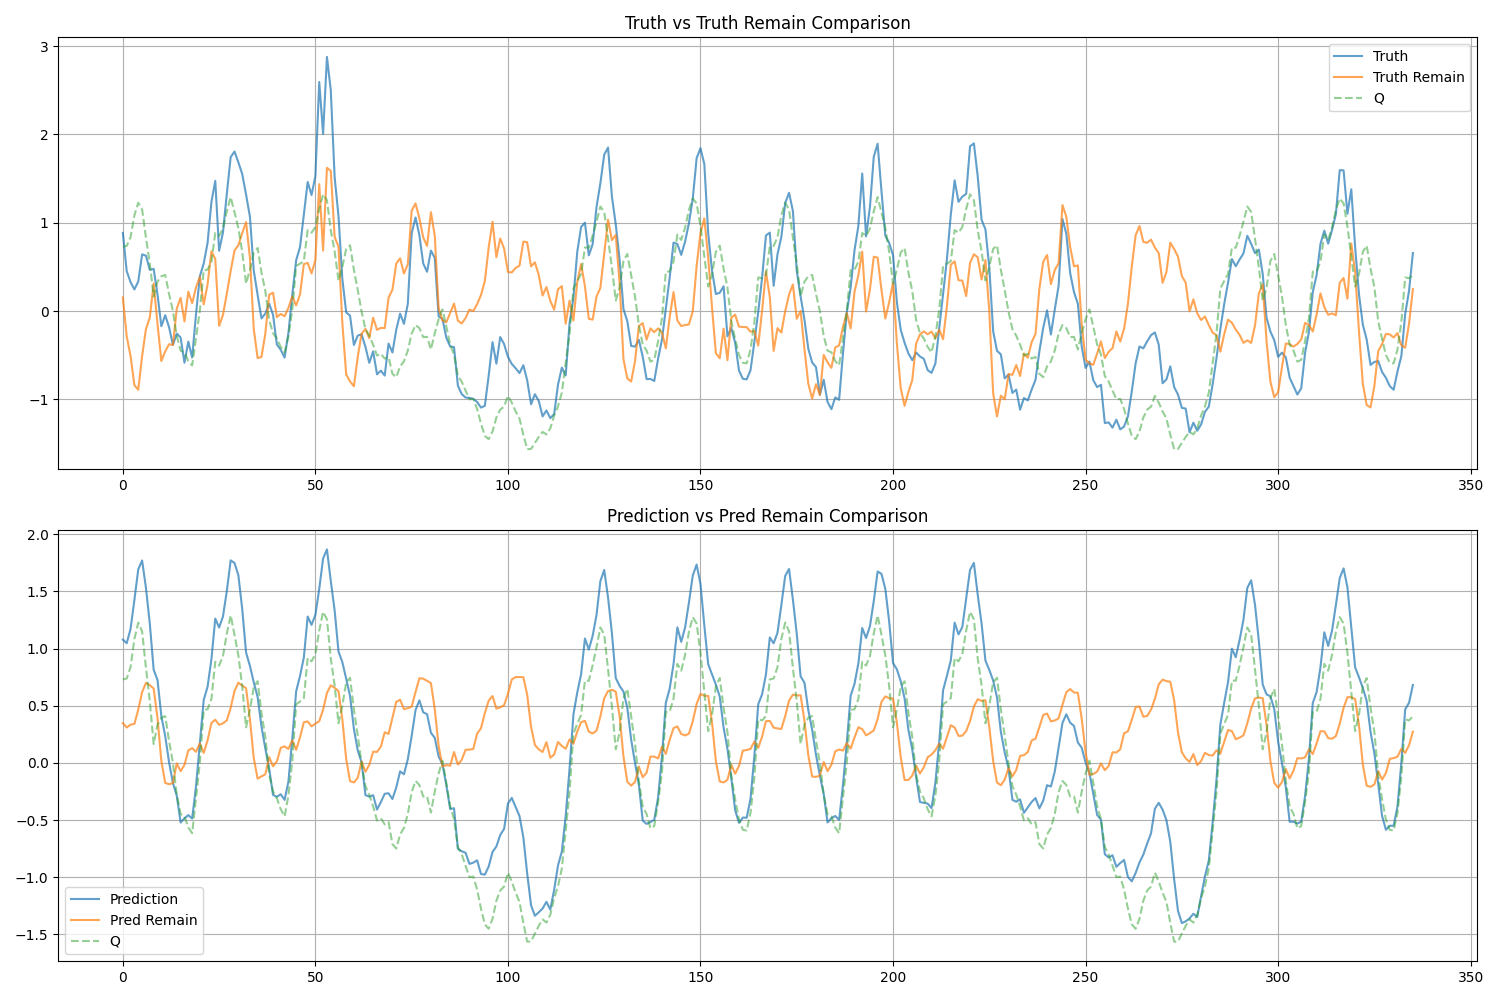 Truth vs Truth Remain Comparison
3
2
1
0
−1
Truth
Truth Remain
Q
0 50 100 150 200 250 300 350
Prediction vs Pred Remain Comparison
2.0
1.5
1.0
0.5
0.0
−0.5
−1.0
−1.5
Prediction
Pred Remain
Q
0 50 100 150 200 250 300 350